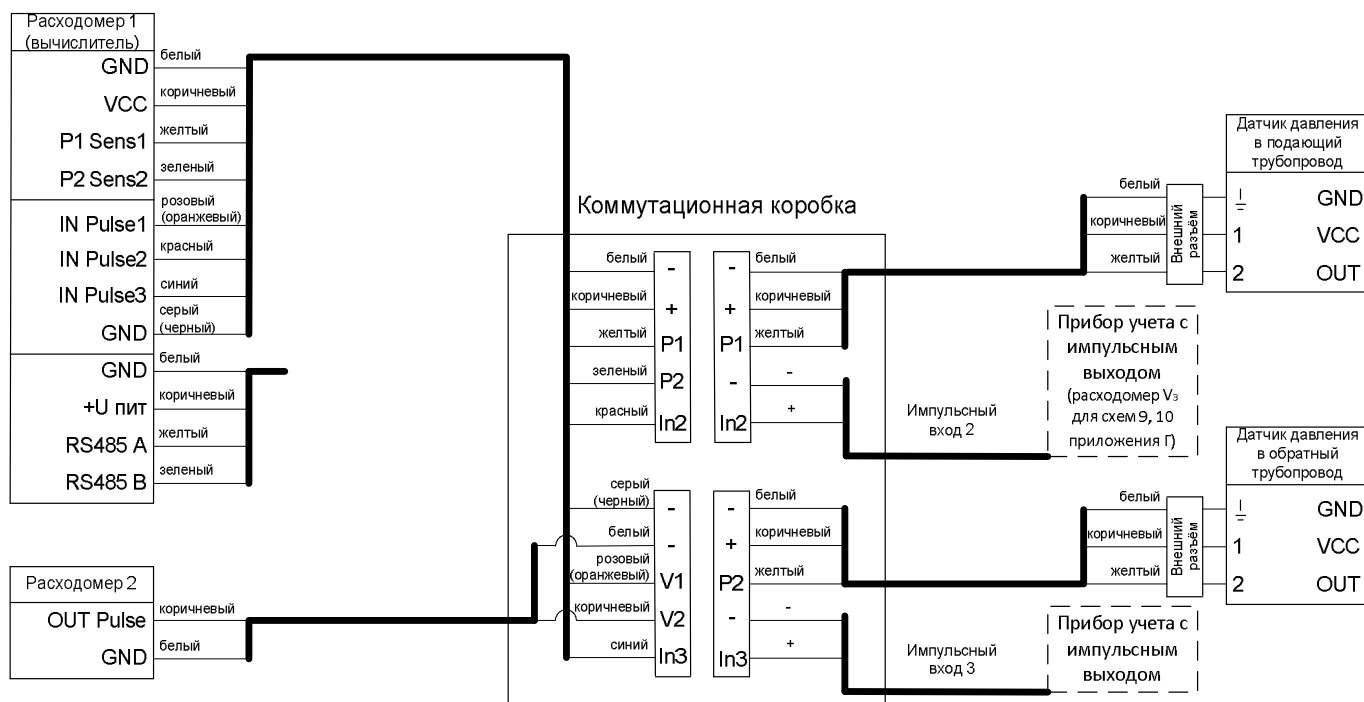 Расходомер 1
(вычислитель)
GND
белый
VCC
коричневый
P1 Sens1
желтый
P2 Sens2
зеленый
IN Pulse1
розовый
(оранжевый)
IN Pulse2
красный
IN Pulse3
синий
GND
серый
(черный)
GND
белый
+U пит
коричневый
RS485 A
желтый
RS485 B
зеленый
Расходомер 2
OUT Pulse
коричневый
GND
белый
Коммутационная коробка
белый
-
коричневый
+
желтый
P1
зеленый
P2
красный
In2
-
белый
+
коричневый
P1
желтый
-
-
In2
+
серый
(черный)
-
белый
-
розовый
(оранжевый)
V1
коричневый
V2
синий
In3
-
белый
+
коричневый
P2
желтый
-
-
In3
+
Импульсный
вход 2
Импульсный
вход 3
белый
коричневый
желтый
Внешний
разъём
Датчик давления
в подающий
трубопровод
GND
1
VCC
2
OUT
Прибор учета с
импульсным
выходом
(расходомер V₃
для схем 9, 10
приложения Г)
белый
коричневый
желтый
Внешний
разъём
Датчик давления
в обратный
трубопровод
GND
1
VCC
2
OUT
Прибор учета с
импульсным
выходом